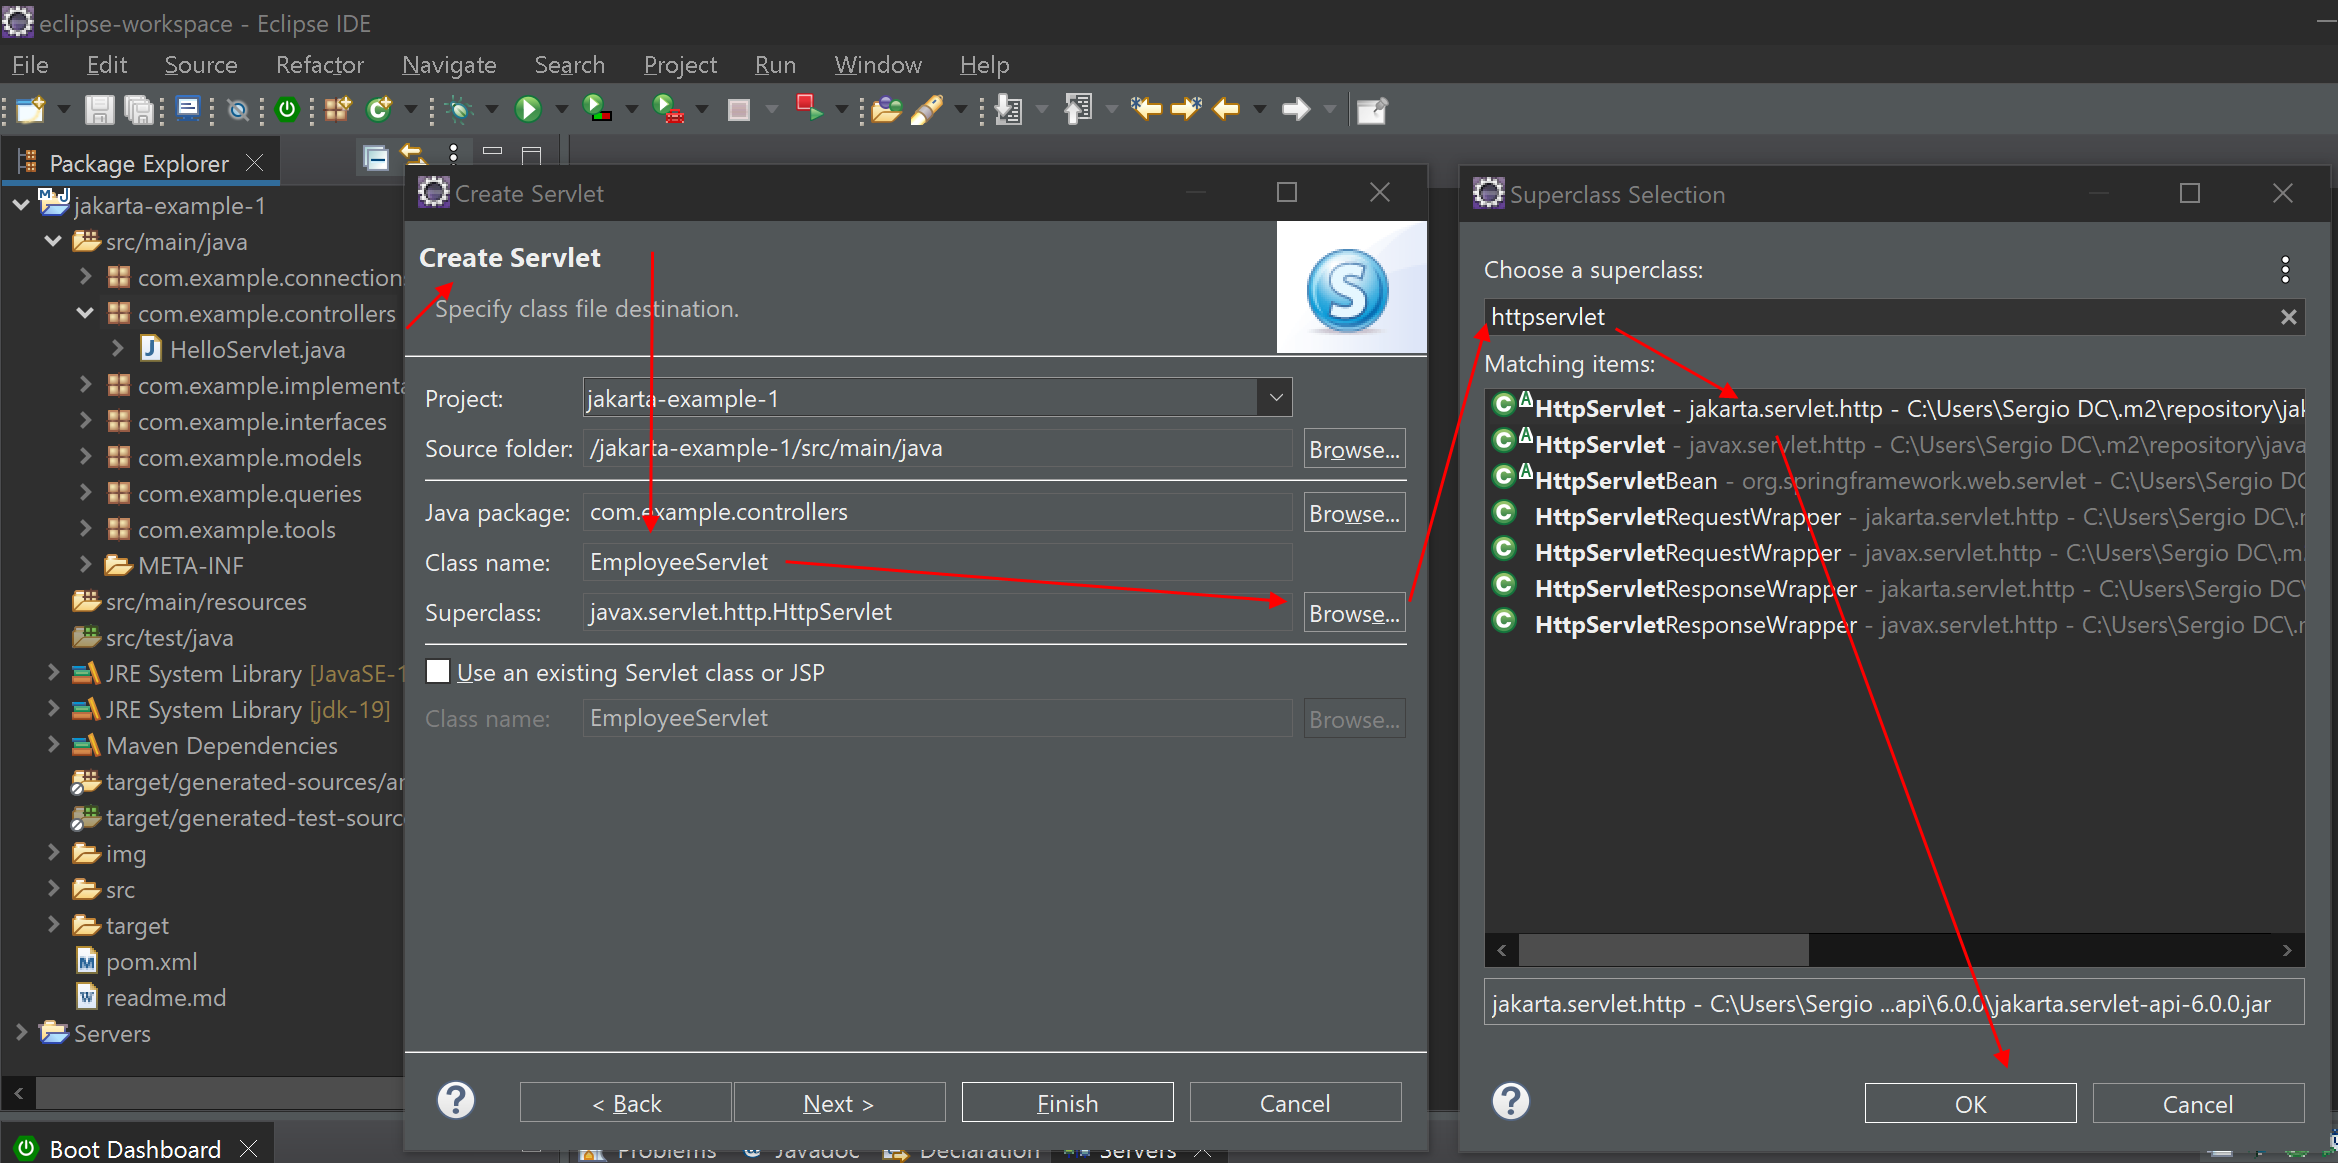 eclipse-workspace - Eclipse IDE
File Edit Source Refactor Navigate Search Project Run Window Help
Package Explorer
jakarta-example-1
src/main/java
com.example.connection
com.example.controllers
HelloServlet.java
com.example.implementa
com.example.interfaces
com.example.models
com.example.queries
com.example.tools
META-INF
src/main/resources
src/test/java
JRE System Library [JavaSE-1
JRE System Library [jdk-19]
Maven Dependencies
target/generated-sources/an
target/generated-test-sourc
img
src
target
pom.xml
readme.md
Servers
Boot Dashboard
Create Servlet
Create Servlet
Specify class file destination.
Project: jakarta-example-1
Source folder: /jakarta-example-1/src/main/java Browse...
Java package: com.example.controllers Browse...
Class name: EmployeeServlet
Superclass: javax.servlet.http.HttpServlet Browse...
Use an existing Servlet class or JSP
Class name: EmployeeServlet Browse...
< Back Next > Finish Cancel
Problems Javadoc Declaration Servers
Superclass Selection
Choose a superclass:
httpservlet
Matching items:
HttpServlet - jakarta.servlet.http - C:\Users\Sergio DC\.m2\repository\jak
HttpServlet - javax.servlet.http - C:\Users\Sergio DC\.m2\repository\java
HttpServletBean - org.springframework.web.servlet - C:\Users\Sergio DC
HttpServletRequestWrapper - jakarta.servlet.http - C:\Users\Sergio DC\.r
HttpServletRequestWrapper - javax.servlet.http - C:\Users\Sergio DC\.m
HttpServletResponseWrapper - jakarta.servlet.http - C:\Users\Sergio DC\
HttpServletResponseWrapper - javax.servlet.http - C:\Users\Sergio DC\.r
jakarta.servlet.http - C:\Users\Sergio ...api\6.0.0\jakarta.servlet-api-6.0.0.jar
OK Cancel